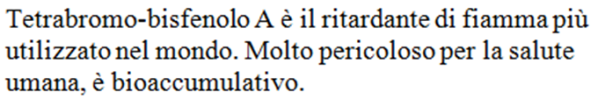 Tetrabromo-bisfenolo A è il ritardante di fiamma più
utilizzato nel mondo. Molto pericoloso per la salute
umana, è bioaccumulativo.